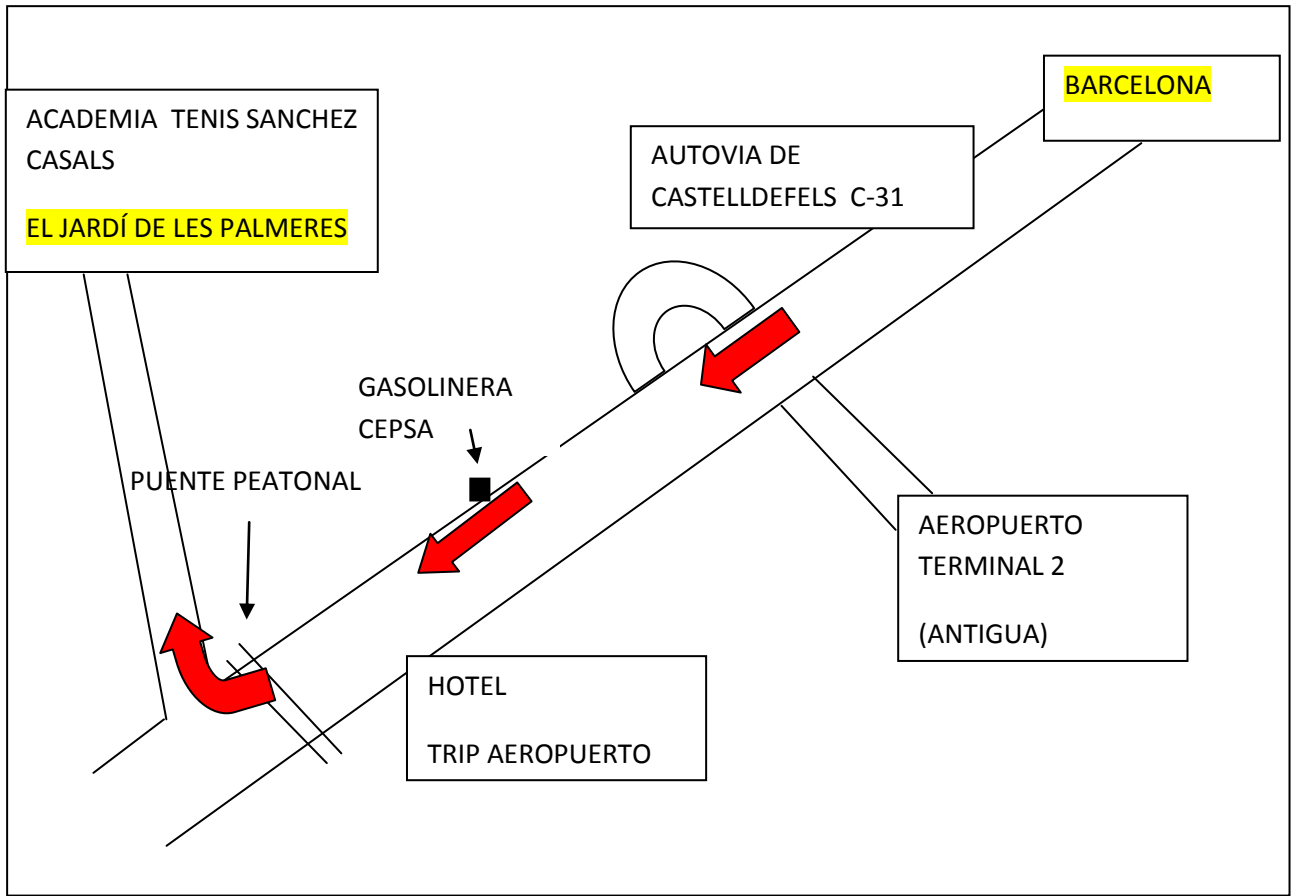 BARCELONA
ACADEMIA TENIS SANCHEZ
CASALS
EL JARDÍ DE LES PALMERES
AUTOVIA DE
CASTELLDEFELS C-31
GASOLINERA
CEPSA
PUENTE PEATONAL
AEROPUERTO
TERMINAL 2
(ANTIGUA)
HOTEL
TRIP AEROPUERTO